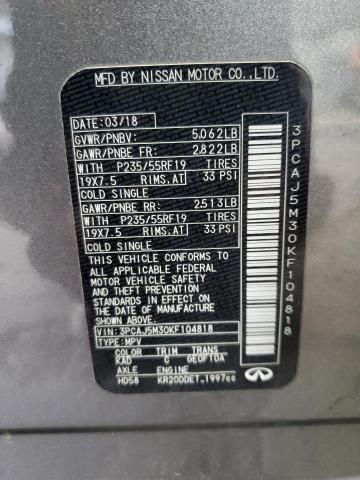 MFD BY NISSAN MOTOR CO.,LTD.
DATE: 03/18
GVWR/PNBV: 5,062LB
GAWR/PNBE FR: 2,822LB
WITH P235/55RF19 TIRES
19X7.5 RIMS,AT 33 PSI
COLD SINGLE
GAWR/PNBE RR: 2,513LB
WITH P235/55RF19 TIRES
19X7.5 RIMS,AT 33 PSI
COLD SINGLE
THIS VEHICLE CONFORMS TO
ALL APPLICABLE FEDERAL
MOTOR VEHICLE SAFETY
STANDARDS IN EFFECT ON
THE DATE OF MANUFACTURE
SHOWN ABOVE.
VIN: 3PCAJ5M30KF104818
TYPE: MPV
COLOR TRIM TRANS
KAD C GE0F10A
AXLE ENGINE
HD58 KR20DDET 1997cc
INFINITI
3PCAJ5M30KF104818